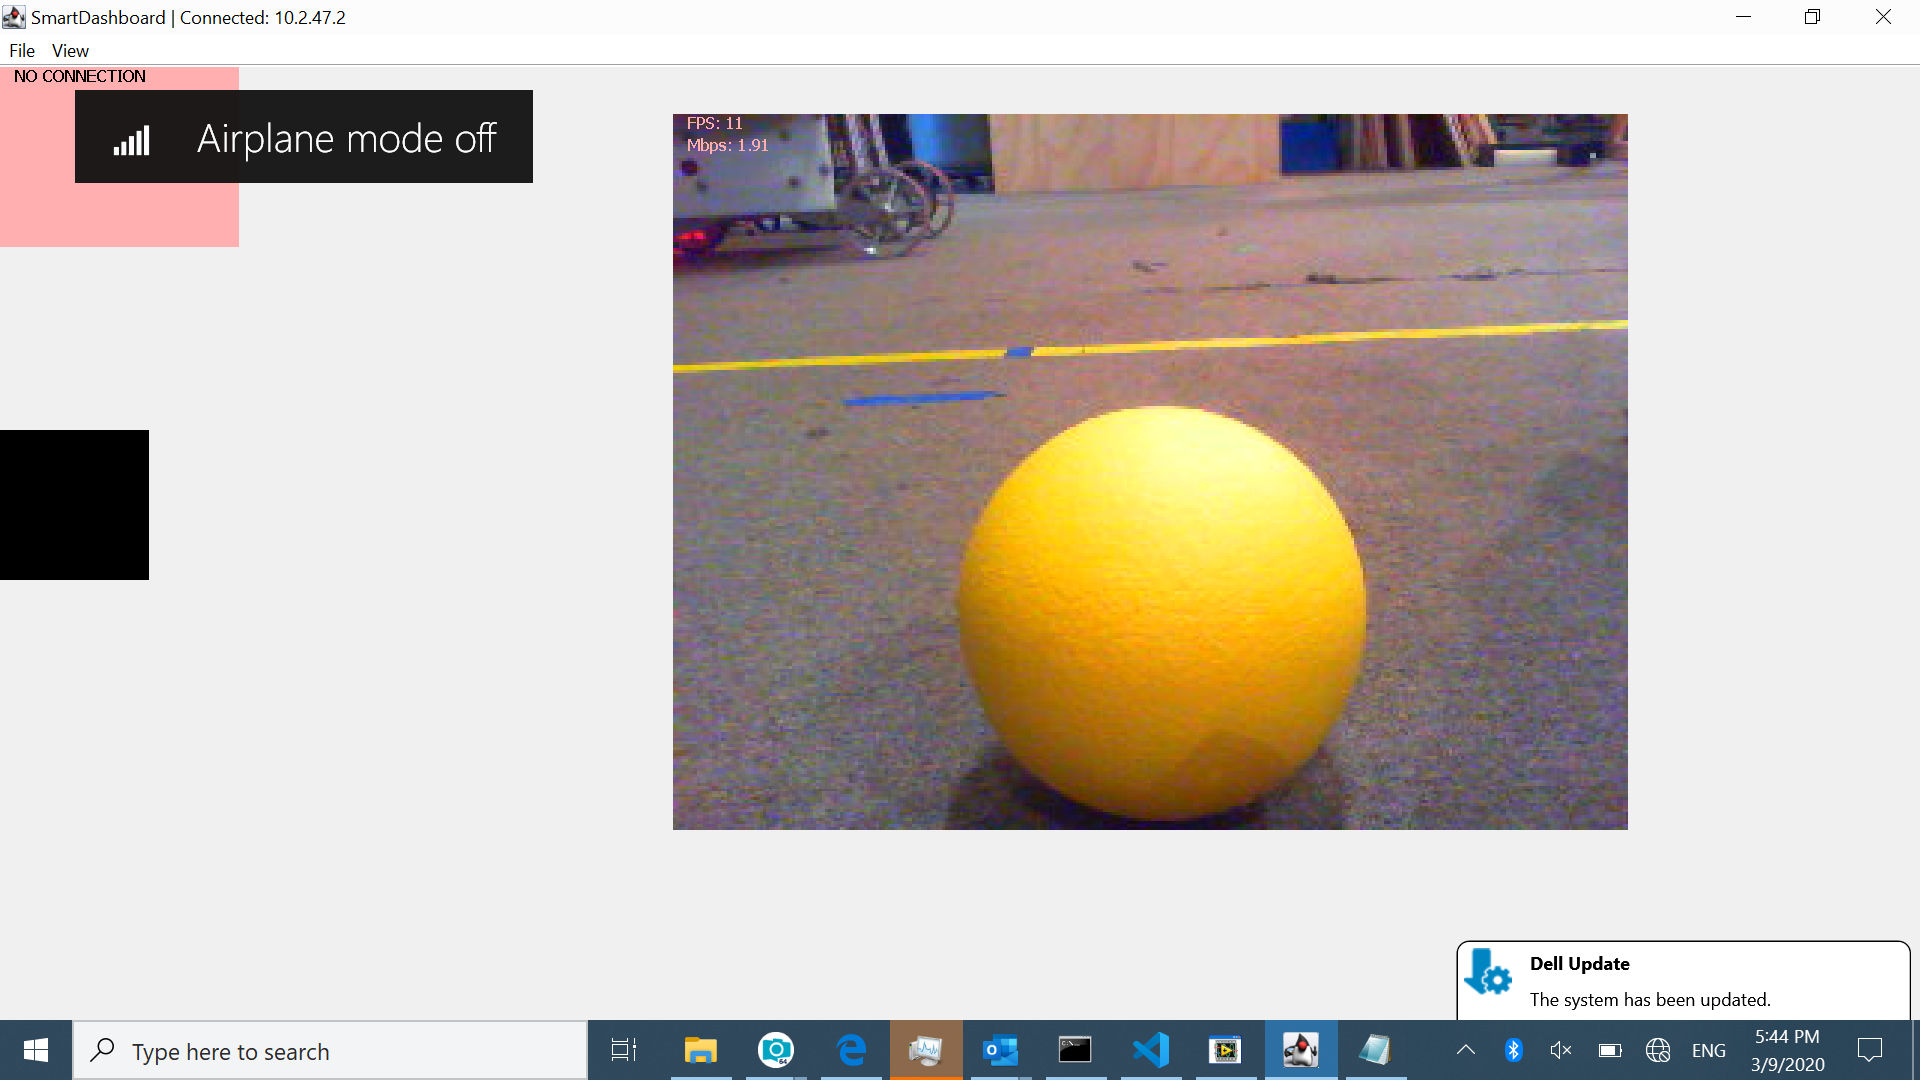 SmartDashboard | Connected: 10.2.47.2
File View
NO CONNECTION
Airplane mode off
FPS: 11
Mbps: 1.91
Dell Update
The system has been updated.
Type here to search
64
ENG
5:44 PM
3/9/2020